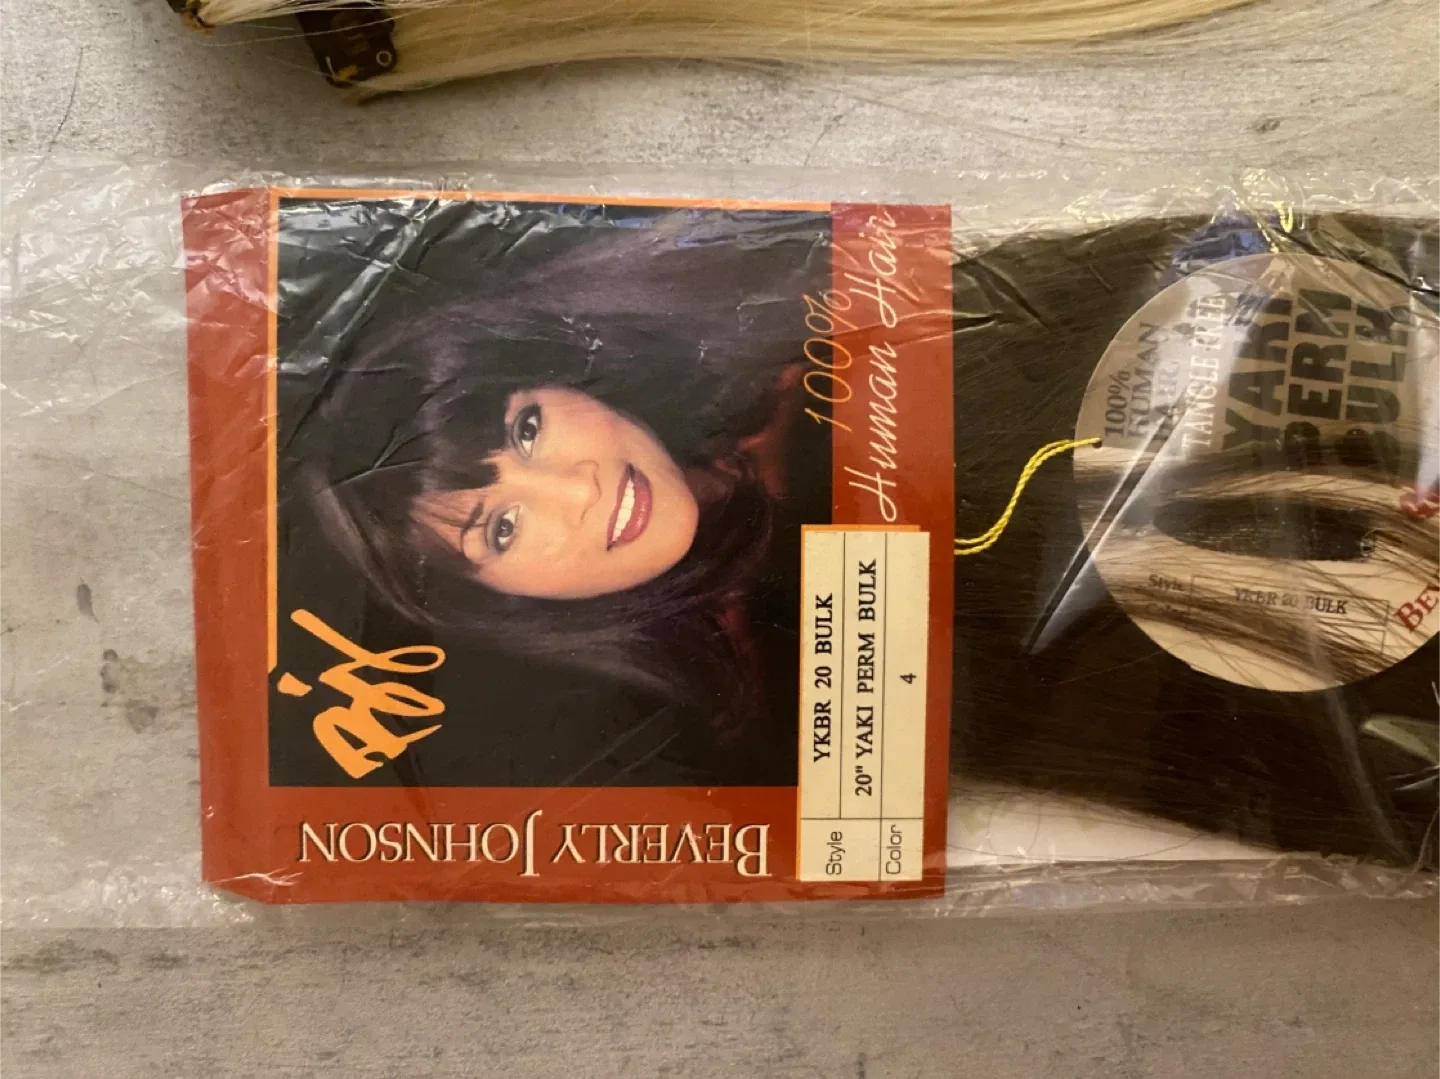 100%
Human Hair
BEVERLY JOHNSON
Style YKBR 20 BULK
20" YAKI PERM BULK
Color 4
100%
HUMAN
HAIR
TANGLE FREE
YAKI
PERM
BULK
Style YKBR 20 BULK
Color